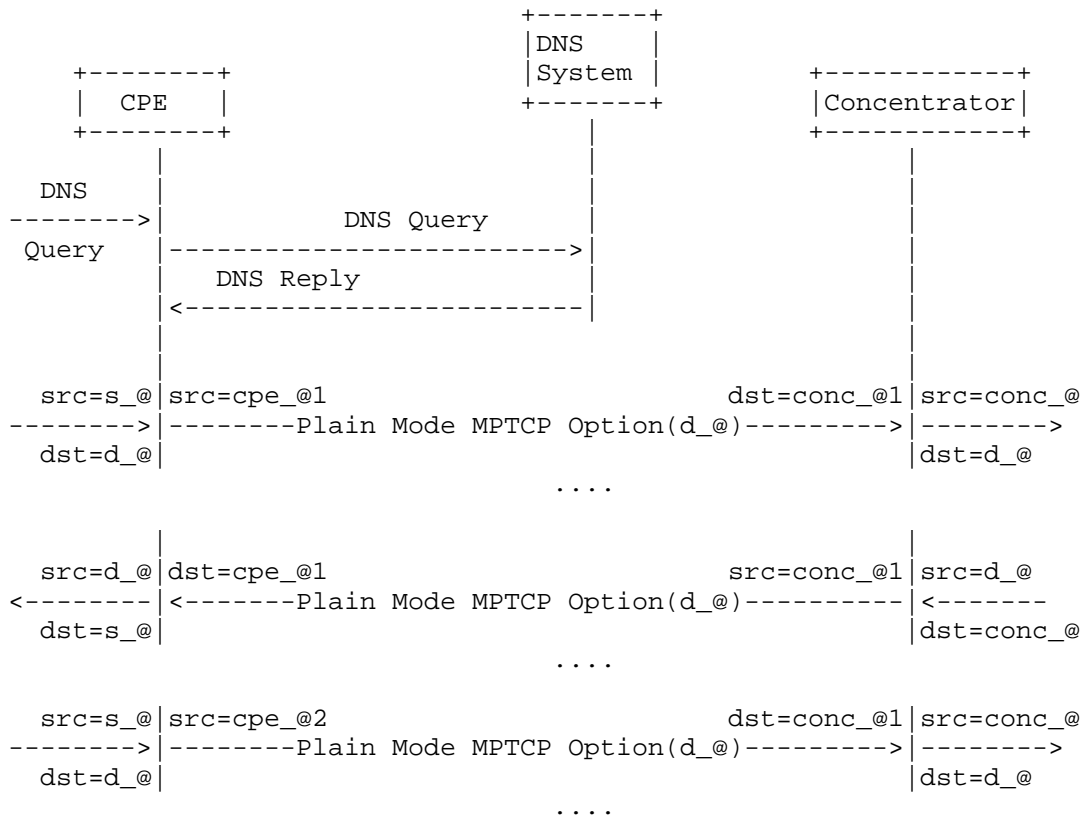 DNS
System
CPE
Concentrator
DNS
DNS Query
Query
DNS Reply
src=s_@ src=cpe_@1 dst=conc_@1 src=conc_@
Plain Mode MPTCP Option(d_@)
dst=d_@ dst=d_@
....
src=d_@ dst=cpe_@1 src=conc_@1 src=d_@
Plain Mode MPTCP Option(d_@)
dst=s_@ dst=conc_@
....
src=s_@ src=cpe_@2 dst=conc_@1 src=conc_@
Plain Mode MPTCP Option(d_@)
dst=d_@ dst=d_@
....